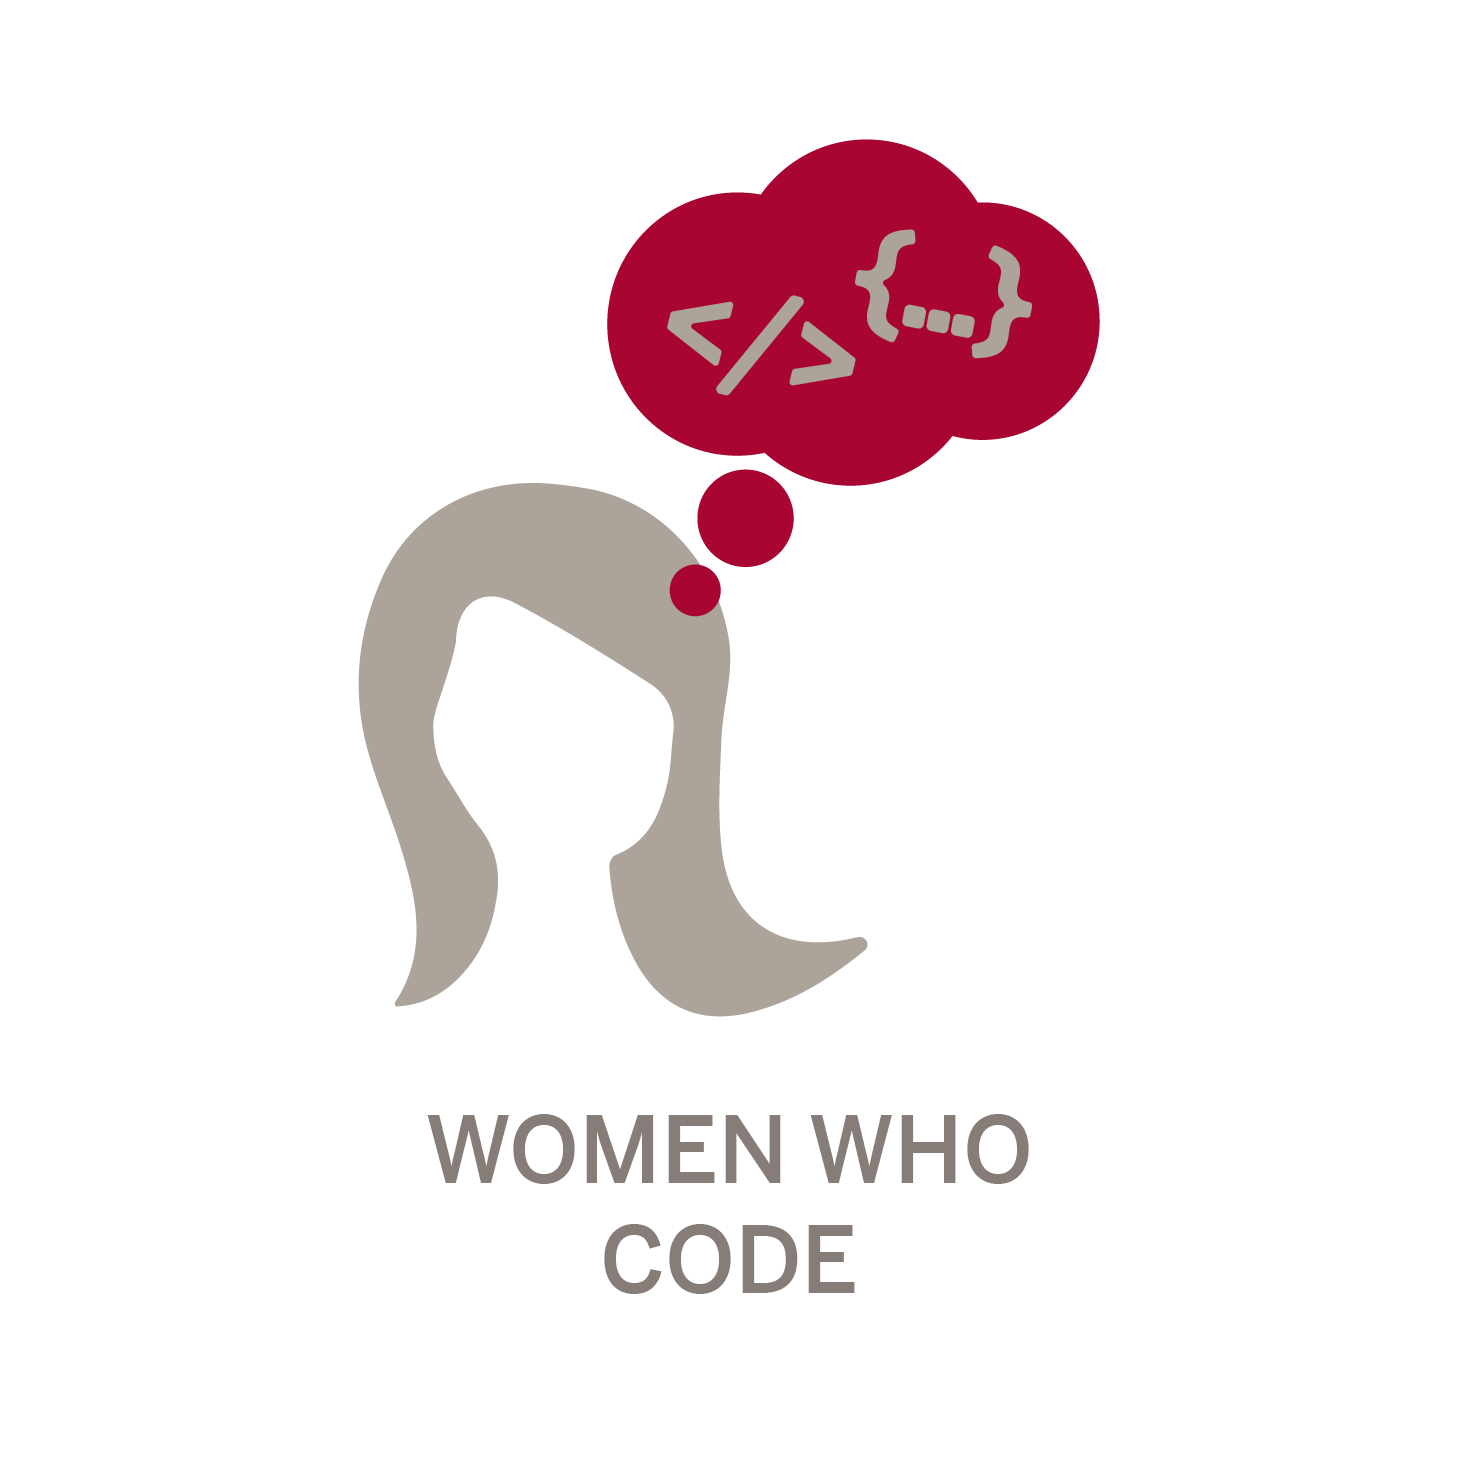 </> {...}
WOMEN WHO
CODE